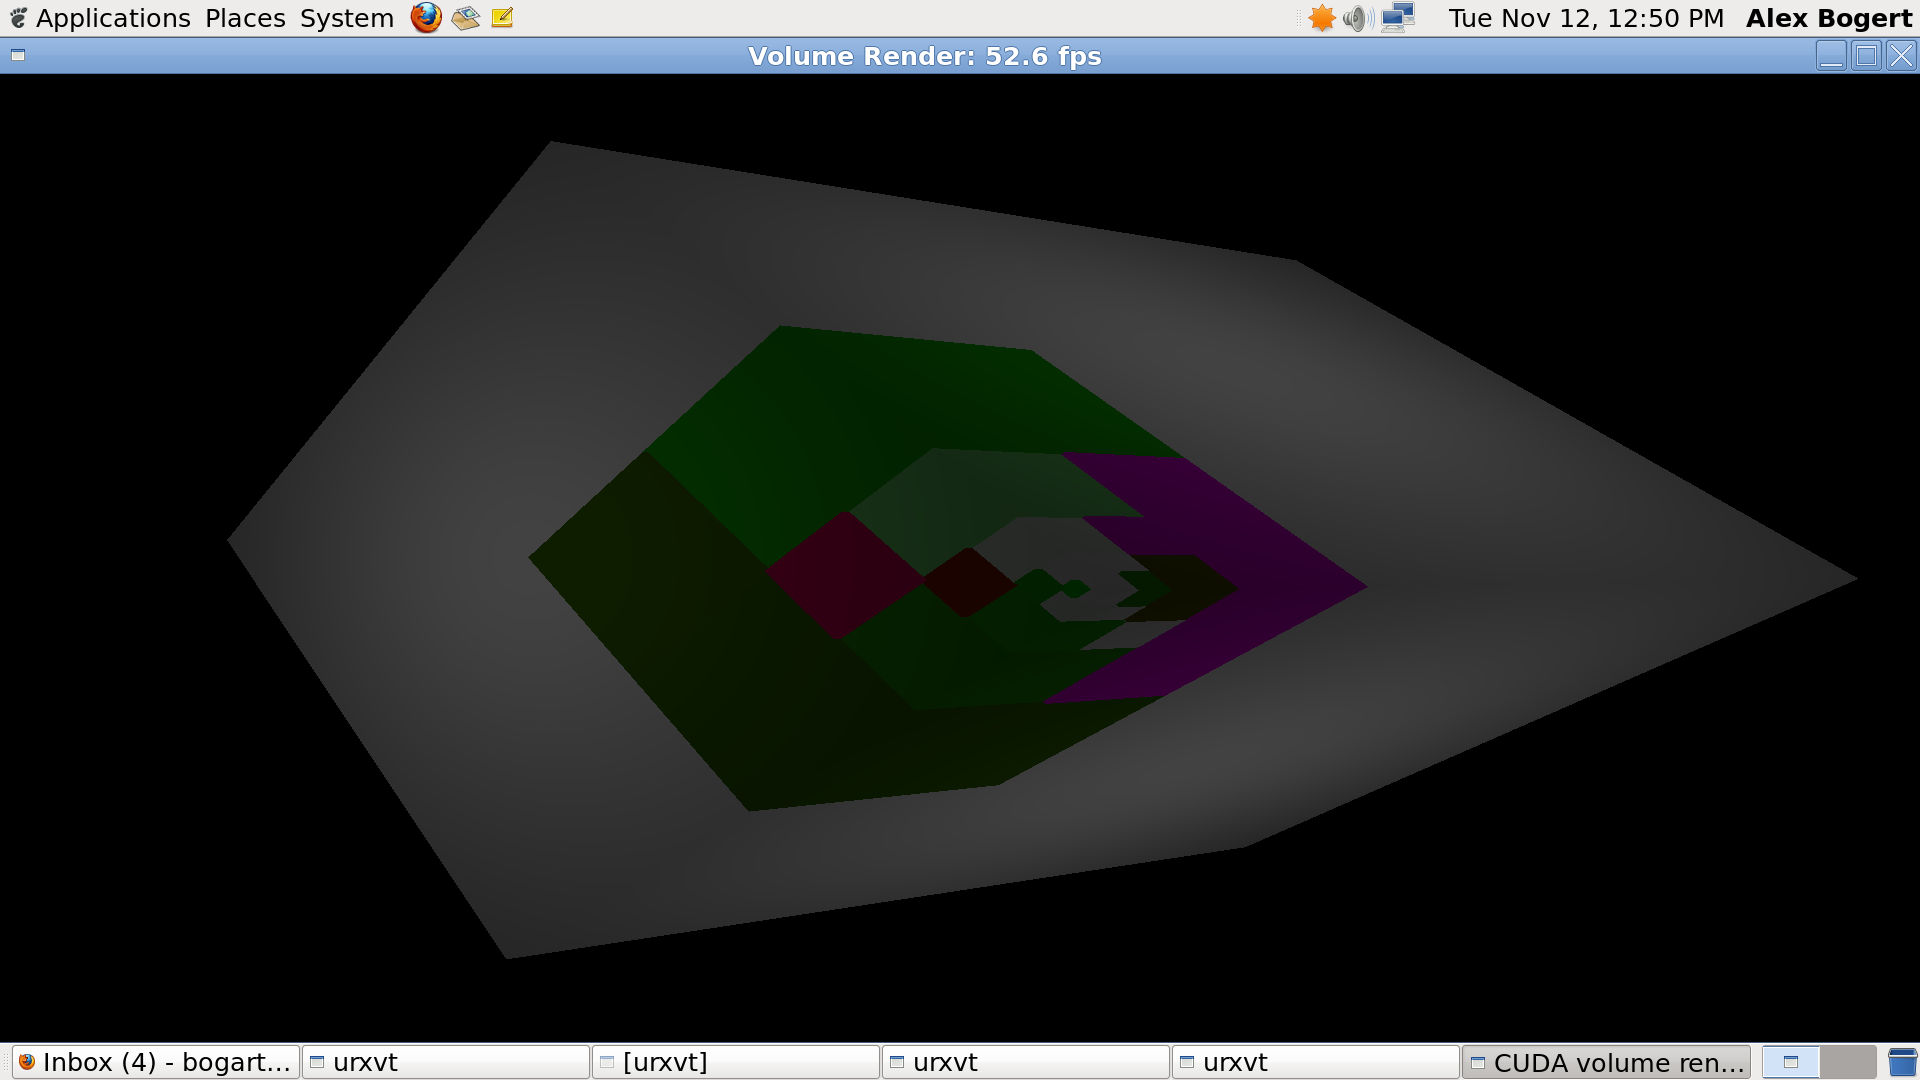 Applications Places System Tue Nov 12, 12:50 PM Alex Bogert
Volume Render: 52.6 fps
Inbox (4) - bogart... urxvt [urxvt] urxvt urxvt CUDA volume ren...